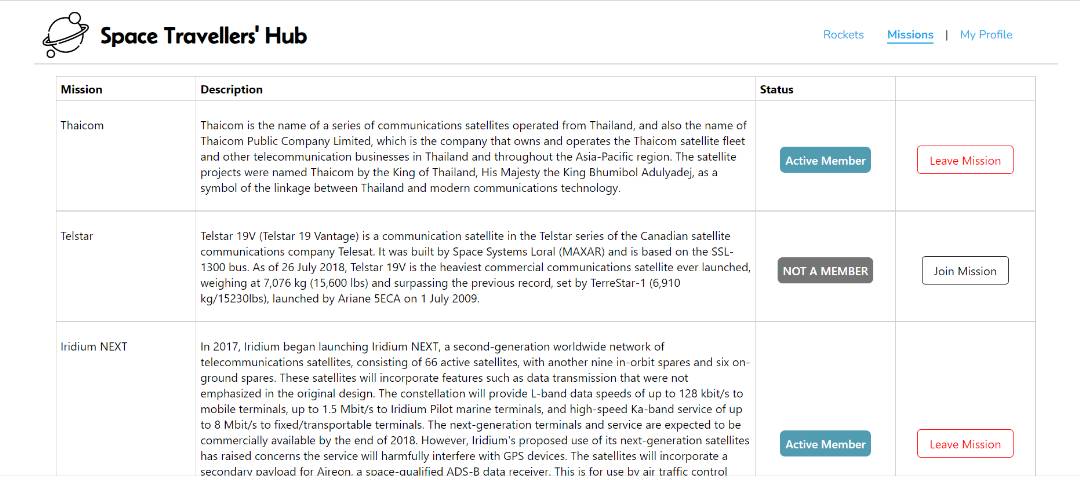 Space Travellers' Hub
Rockets Missions | My Profile
Mission Description Status
Thaicom
Thaicom is the name of a series of communications satellites operated from Thailand, and also the name of
Thaicom Public Company Limited, which is the company that owns and operates the Thaicom satellite fleet
and other telecommunication businesses in Thailand and throughout the Asia-Pacific region. The satellite
projects were named Thaicom by the King of Thailand, His Majesty the King Bhumibol Adulyadej, as a
symbol of the linkage between Thailand and modern communications technology.
Active Member
Leave Mission
Telstar
Telstar 19V (Telstar 19 Vantage) is a communication satellite in the Telstar series of the Canadian satellite
communications company Telesat. It was built by Space Systems Loral (MAXAR) and is based on the SSL-
1300 bus. As of 26 July 2018, Telstar 19V is the heaviest commercial communications satellite ever launched,
weighing at 7,076 kg (15,600 lbs) and surpassing the previous record, set by TerreStar-1 (6,910
kg/15230lbs), launched by Ariane 5ECA on 1 July 2009.
NOT A MEMBER
Join Mission
Iridium NEXT
In 2017, Iridium began launching Iridium NEXT, a second-generation worldwide network of
telecommunications satellites, consisting of 66 active satellites, with another nine in-orbit spares and six on-
ground spares. These satellites will incorporate features such as data transmission that were not
emphasized in the original design. The constellation will provide L-band data speeds of up to 128 kbit/s to
mobile terminals, up to 1.5 Mbit/s to Iridium Pilot marine terminals, and high-speed Ka-band service of up
to 8 Mbit/s to fixed/transportable terminals. The next-generation terminals and service are expected to be
commercially available by the end of 2018. However, Iridium's proposed use of its next-generation satellites
has raised concerns the service will harmfully interfere with GPS devices. The satellites will incorporate a
secondary payload for Aireon, a space-qualified ADS-B data receiver. This is for use by air traffic control
Active Member
Leave Mission